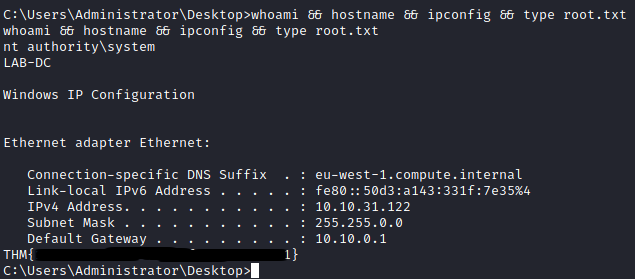 C:\Users\Administrator\Desktop>whoami && hostname && ipconfig && type root.txt
whoami && hostname && ipconfig && type root.txt
nt authority\system
LAB-DC
Windows IP Configuration
Ethernet adapter Ethernet:
Connection-specific DNS Suffix  . : eu-west-1.compute.internal
Link-local IPv6 Address . . . . . : fe80::50d3:a143:331f:7e35%4
IPv4 Address. . . . . . . . . . . : 10.10.31.122
Subnet Mask . . . . . . . . . . . : 255.255.0.0
Default Gateway . . . . . . . . . : 10.10.0.1
THM{ 1}
C:\Users\Administrator\Desktop>